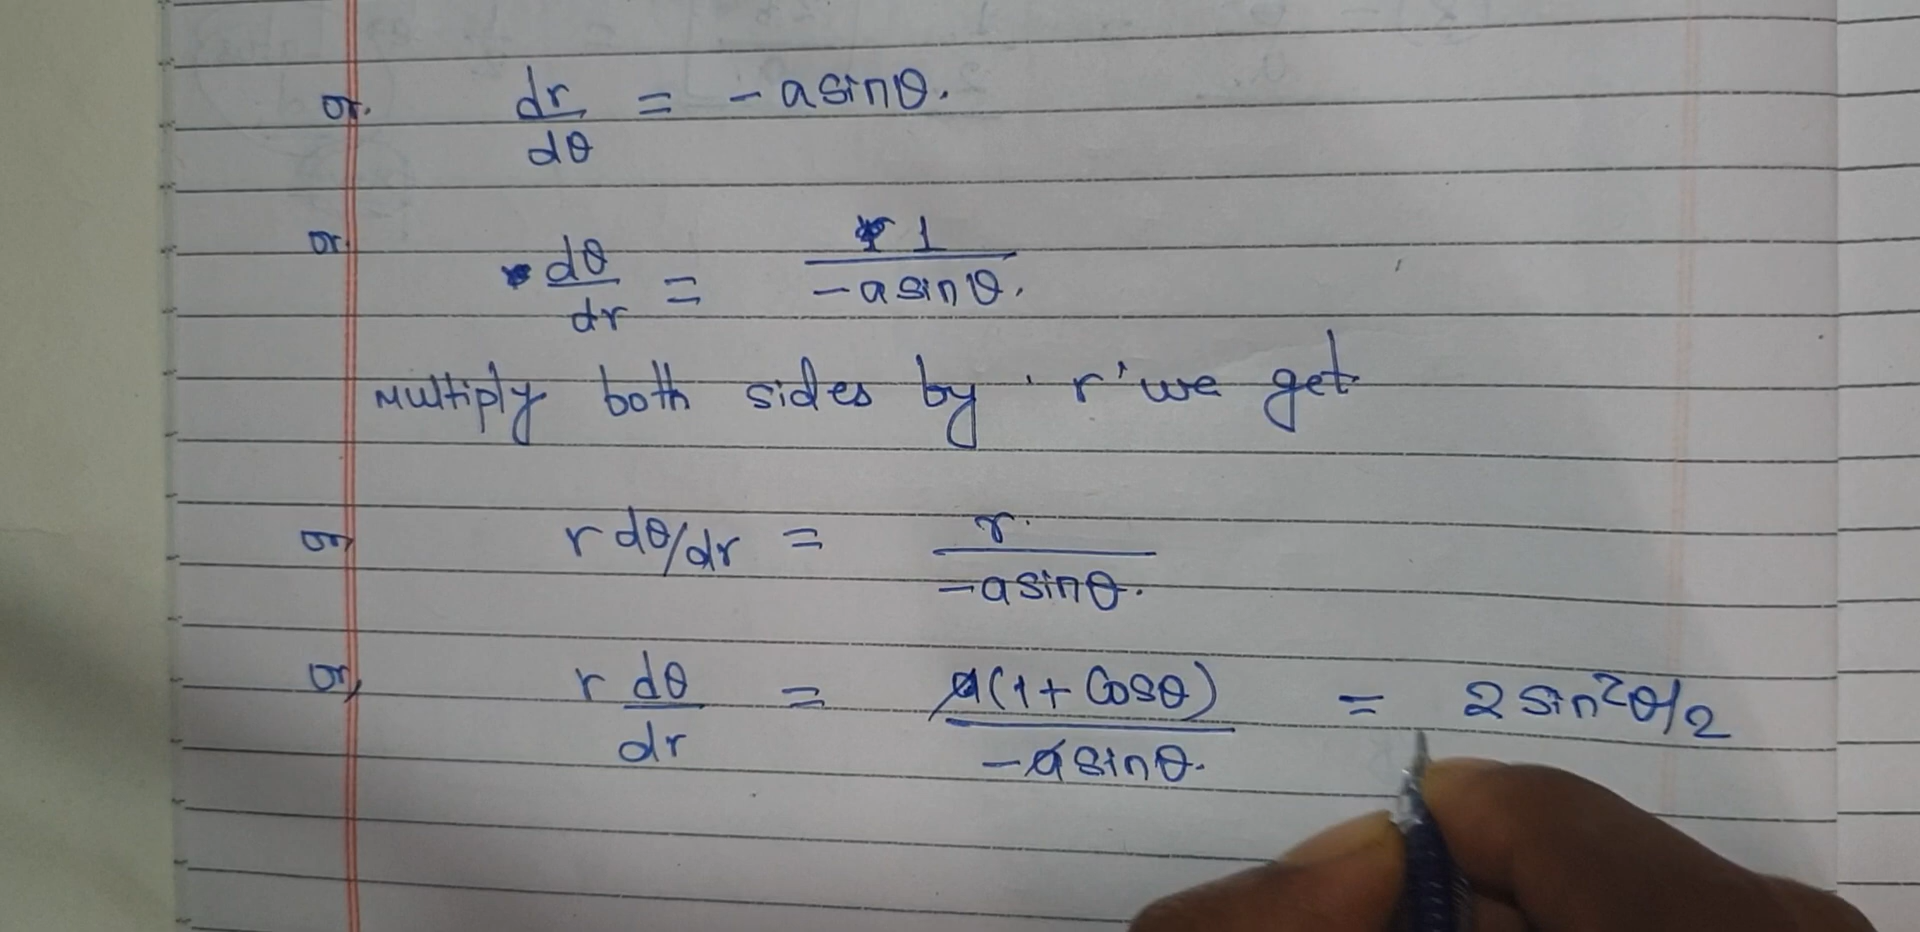 or. dr/dθ = - a sinθ.
or dθ/dr = 1/-a sinθ.
Multiply both sides by 'r' we get
or r dθ/dr = r./-a sinθ.
or, r dθ/dr = a(1+Cosθ)/-a sinθ. = 2 sin²θ/2